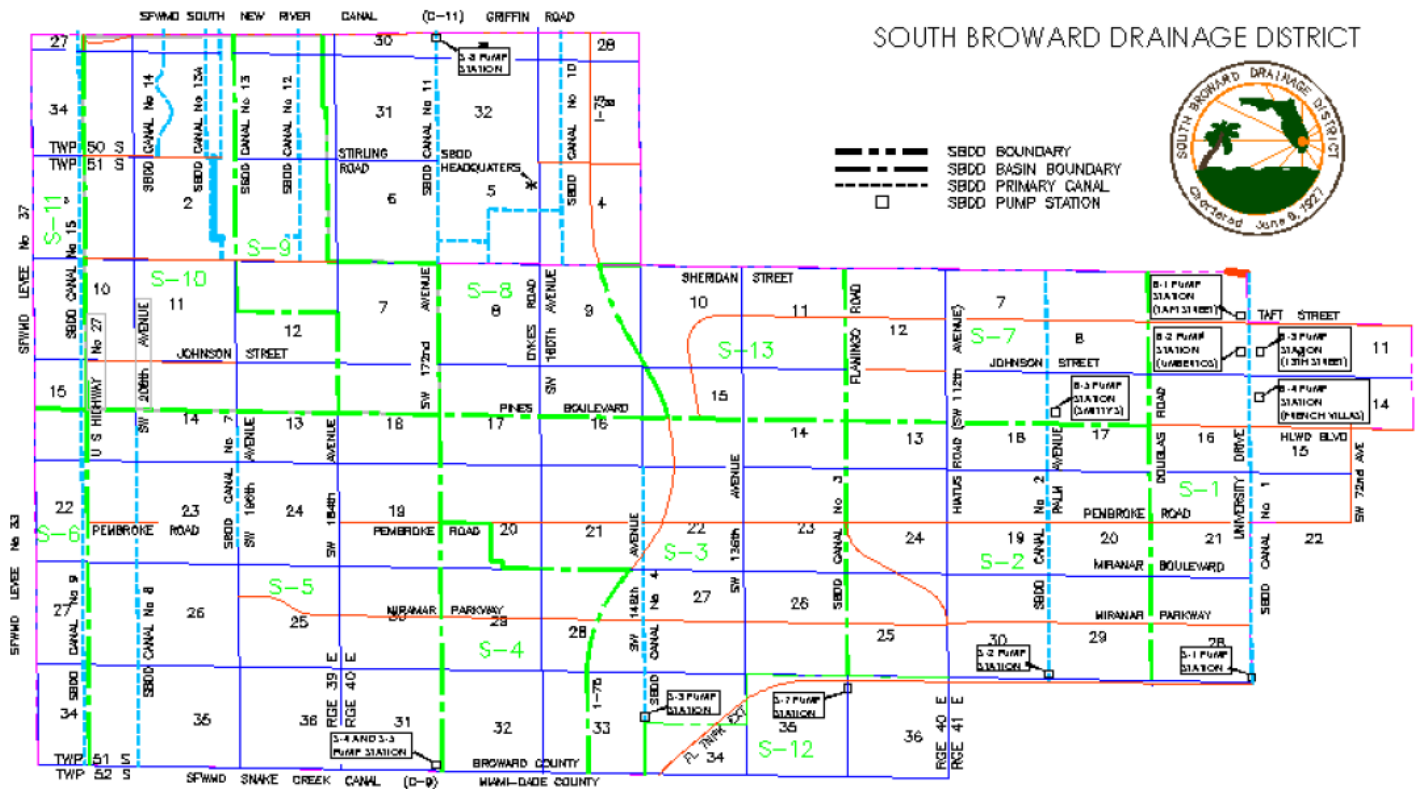 SOUTH BROWARD DRAINAGE DISTRICT
SOUTH BROWARD DRAINAGE DISTRICT
Chartered June 8, 1927
SBDD BOUNDARY
SBDD BASIN BOUNDARY
SBDD PRIMARY CANAL
SBDD PUMP STATION
SFWMD SOUTH NEW RIVER CANAL (C-11) GRIFFIN ROAD
27
30
28
S-8 PUMP
STATION
34
SBDD CANAL No 14
SBDD CANAL No 13A
SBDD CANAL No 13
SBDD CANAL No 12
31
SBDD CANAL No 11
32
SBDD CANAL No 10
I-75
TWP 50 S
TWP 51 S
STIRLING
ROAD
SBDD
HEADQUATERS
2
6
5
4
SFWMD LEVEE No 37
S-11
SBDD CANAL No 15
S-9
S-10
10
11
12
7
SW 172nd AVENUE
S-8
8
DYKES ROAD
SW 160TH AVENUE
9
SHERIDAN STREET
10
11
FLAMINGO ROAD
12
HIATUS ROAD (SW 112th AVENUE)
7
S-7
8
B-1 PUMP
STATION
(TAFT STREET)
TAFT STREET
U S HIGHWAY No 27
SW 208th AVENUE
JOHNSON STREET
S-13
JOHNSON STREET
B-2 PUMP
STATION
(UMBERTOS)
B-3 PUMP
STATION
(13TH STREET)
11
15
15
B-5 PUMP
STATION
(SMITTYS)
B-4 PUMP
STATION
(FRENCH VILLAS)
14
PINES BOULEVARD
14
13
18
17
16
14
13
18
17
16
HLWD BLVD
15
SBDD CANAL No 7
SW 196th AVENUE
SW 184th AVENUE
SW 136th AVENUE
SBDD CANAL No 3
SBDD CANAL No 2
PALM AVENUE
DOUGLAS ROAD
UNIVERSITY DRIVE
SBDD CANAL No 1
SW 72nd AVE
S-1
22
23
24
19
PEMBROKE ROAD
PEMBROKE ROAD
20
21
22
23
24
19
PEMBROKE ROAD
20
21
22
SFWMD LEVEE No 33
S-6
S-3
S-2
MIRAMAR BOULEVARD
S-5
27
SBDD CANAL No 9
SBDD CANAL No 8
26
25
MIRAMAR PARKWAY
30
29
28
SW 148th AVENUE
SBDD CANAL No 4
27
26
25
MIRAMAR PARKWAY
30
29
28
S-4
S-2 PUMP
STATION
S-1 PUMP
STATION
RGE 39 E
RGE 40 E
I-75
S-3 PUMP
STATION
S-7 PUMP
STATION
34
35
36
31
32
33
FL TNPK EXT
34
35
36
S-12
RGE 40 E
RGE 41 E
S-4 AND S-5
PUMP STATION
TWP 51 S
TWP 52 S
SFWMD SNAKE CREEK CANAL (C-9)
BROWARD COUNTY
MIAMI-DADE COUNTY